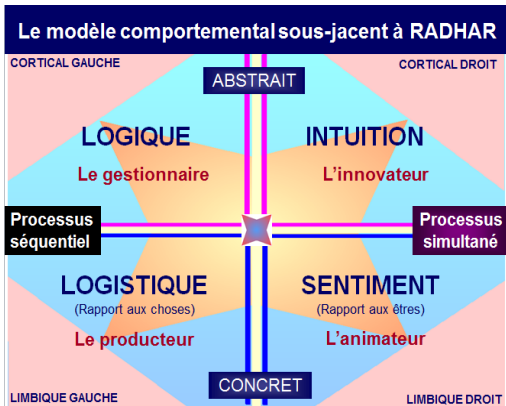 Le modèle comportemental sous-jacent à RADHAR
CORTICAL GAUCHE
CORTICAL DROIT
ABSTRAIT
LOGIQUE
INTUITION
Le gestionnaire
L'innovateur
Processus
séquentiel
Processus
simultané
LOGISTIQUE
SENTIMENT
(Rapport aux choses)
(Rapport aux êtres)
Le producteur
L'animateur
CONCRET
LIMBIQUE GAUCHE
LIMBIQUE DROIT